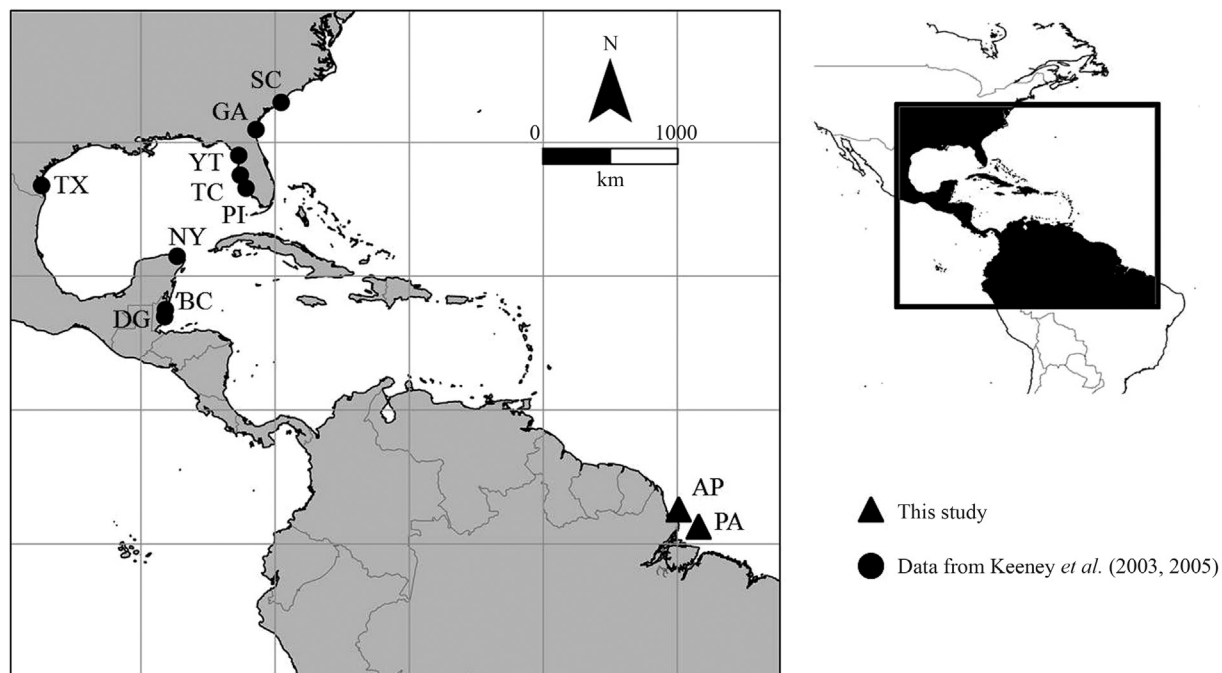 N
SC
GA
0 1000
km
YT
TX
TC
PI
NY
BC
DG
AP
PA
This study
Data from Keeney et al. (2003, 2005)